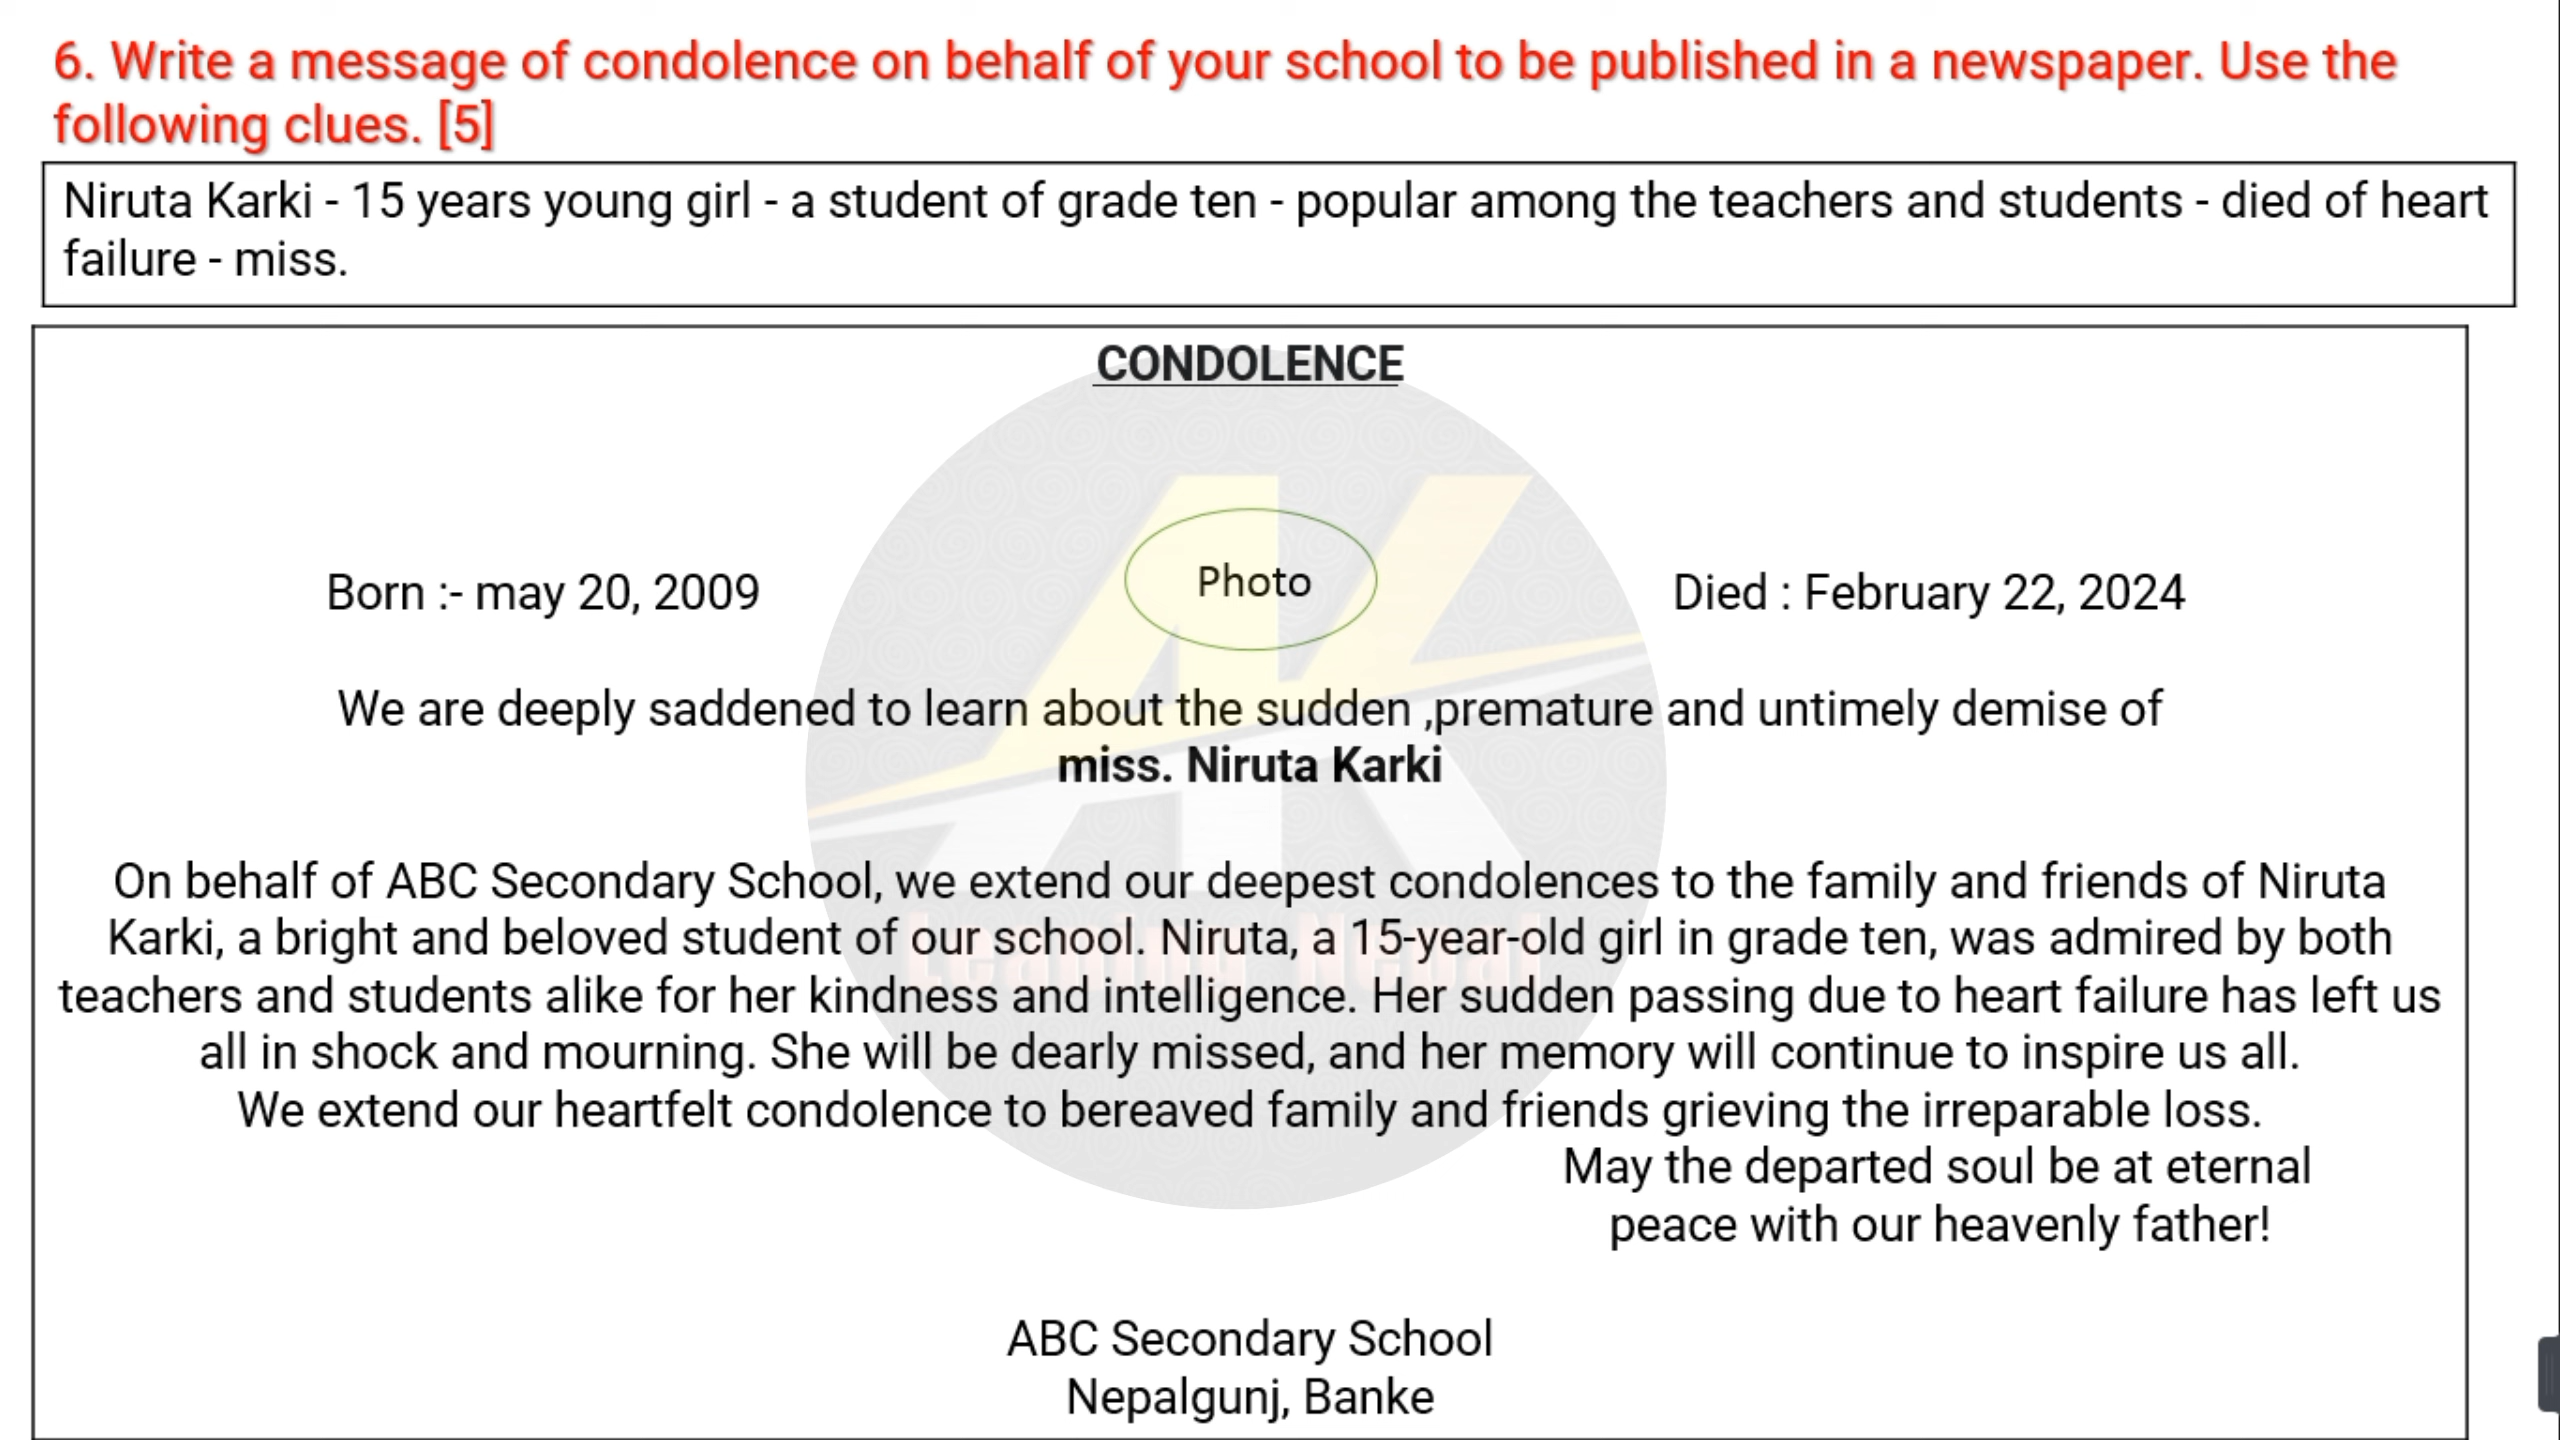 6. Write a message of condolence on behalf of your school to be published in a newspaper. Use the
following clues. [5]
Niruta Karki - 15 years young girl - a student of grade ten - popular among the teachers and students - died of heart
failure - miss.
CONDOLENCE
Born :- may 20, 2009
Photo
Died : February 22, 2024
We are deeply saddened to learn about the sudden ,premature and untimely demise of
miss. Niruta Karki
On behalf of ABC Secondary School, we extend our deepest condolences to the family and friends of Niruta
Karki, a bright and beloved student of our school. Niruta, a 15-year-old girl in grade ten, was admired by both
teachers and students alike for her kindness and intelligence. Her sudden passing due to heart failure has left us
all in shock and mourning. She will be dearly missed, and her memory will continue to inspire us all.
We extend our heartfelt condolence to bereaved family and friends grieving the irreparable loss.
May the departed soul be at eternal
peace with our heavenly father!
ABC Secondary School
Nepalgunj, Banke
AK
Nepal